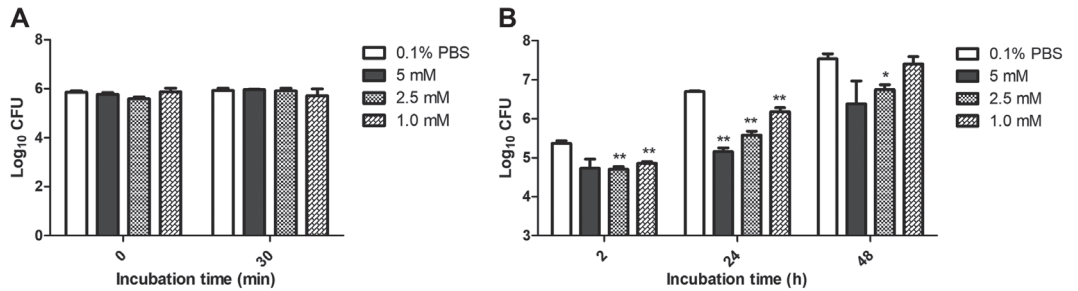 A
8
6
4
2
0
Log10 CFU
0
30
Incubation time (min)
0.1% PBS
5 mM
2.5 mM
1.0 mM
B
8
7
6
5
4
3
Log10 CFU
**
**
**
**
**
*
2
24
48
Incubation time (h)
0.1% PBS
5 mM
2.5 mM
1.0 mM